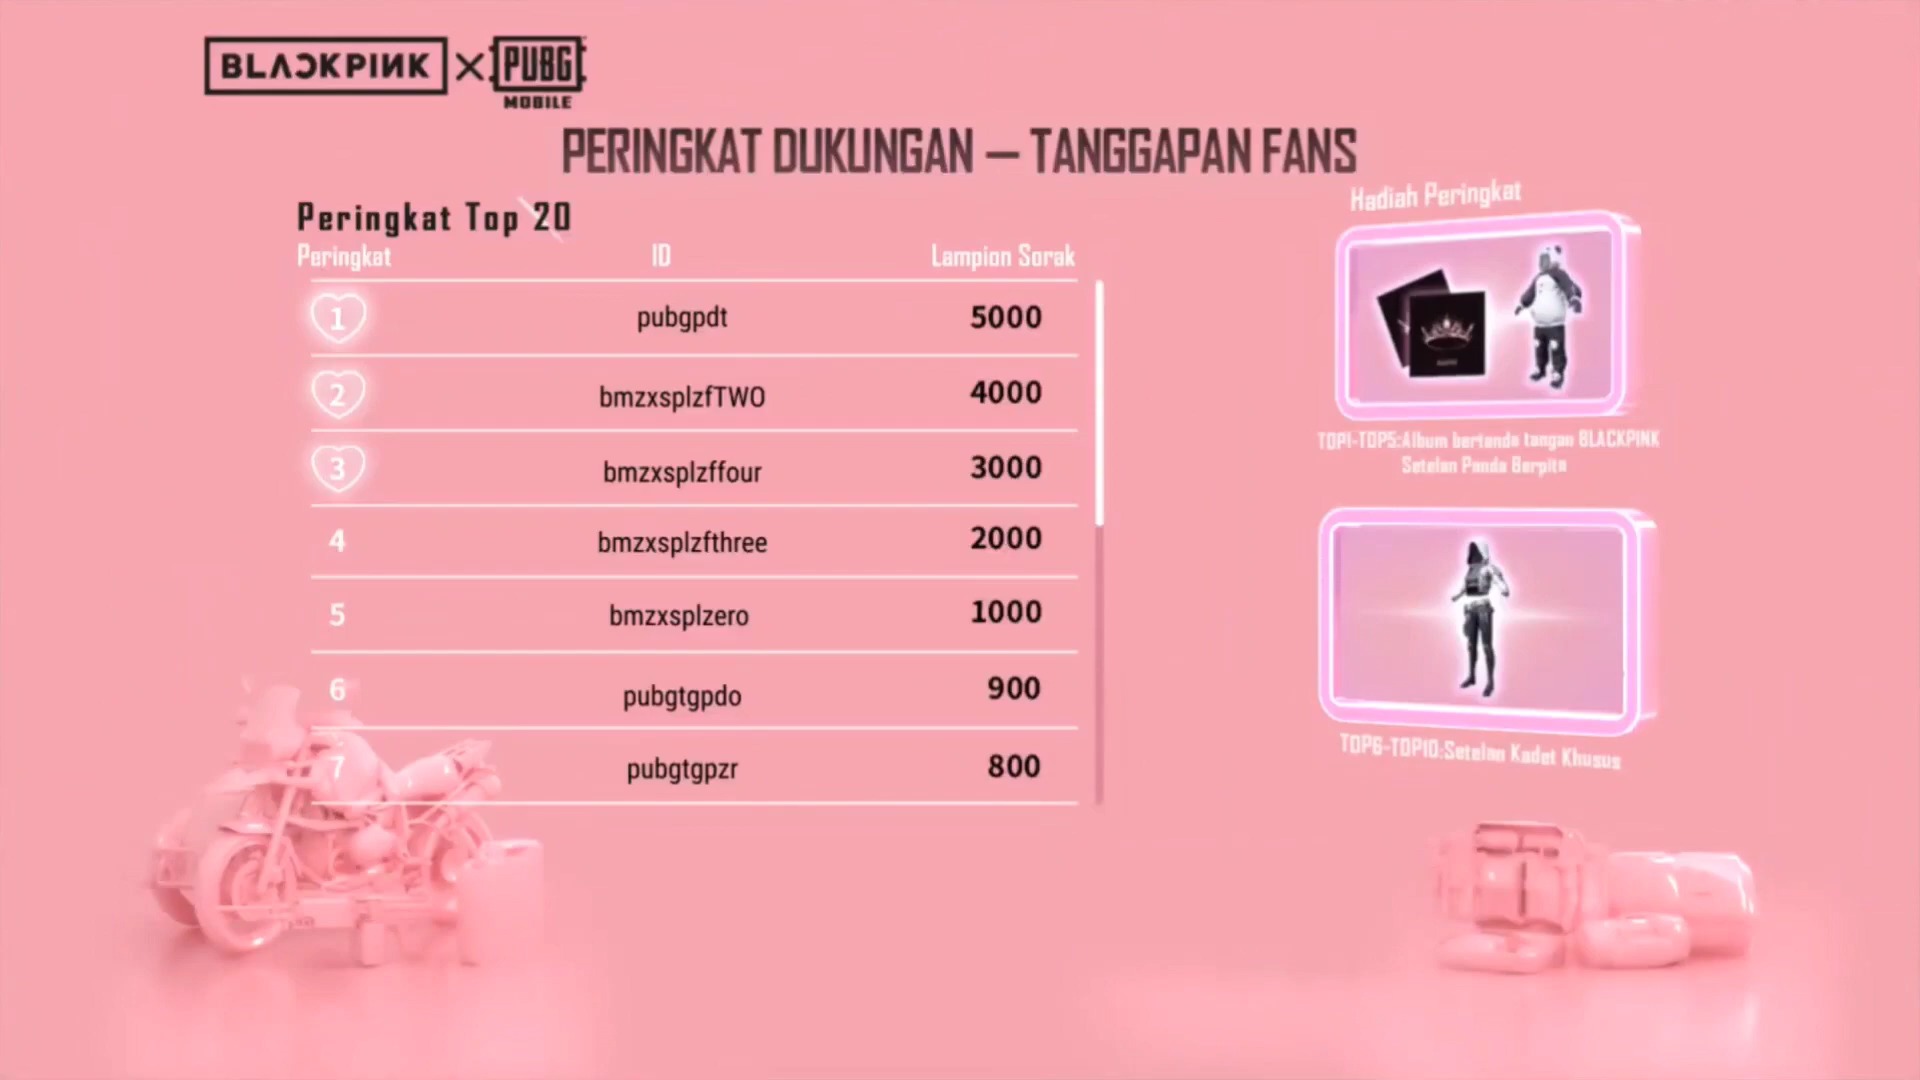 BLACKPINK X PUBG
MOBILE
PERINGKAT DUKUNGAN — TANGGAPAN FANS
Peringkat Top 20
Peringkat ID Lampion Sorak
1 pubgpdt 5000
2 bmzxsplzfTWO 4000
3 bmzxsplzffour 3000
4 bmzxsplzfthree 2000
5 bmzxsplzero 1000
6 pubgtgpdo 900
7 pubgtgpzr 800
Hadiah Peringkat
TOP1-TOP5:Album bertanda tangan BLACKPINK
Setelan Panda Berpita
TOP6-TOP10:Setelan Kadet Khusus